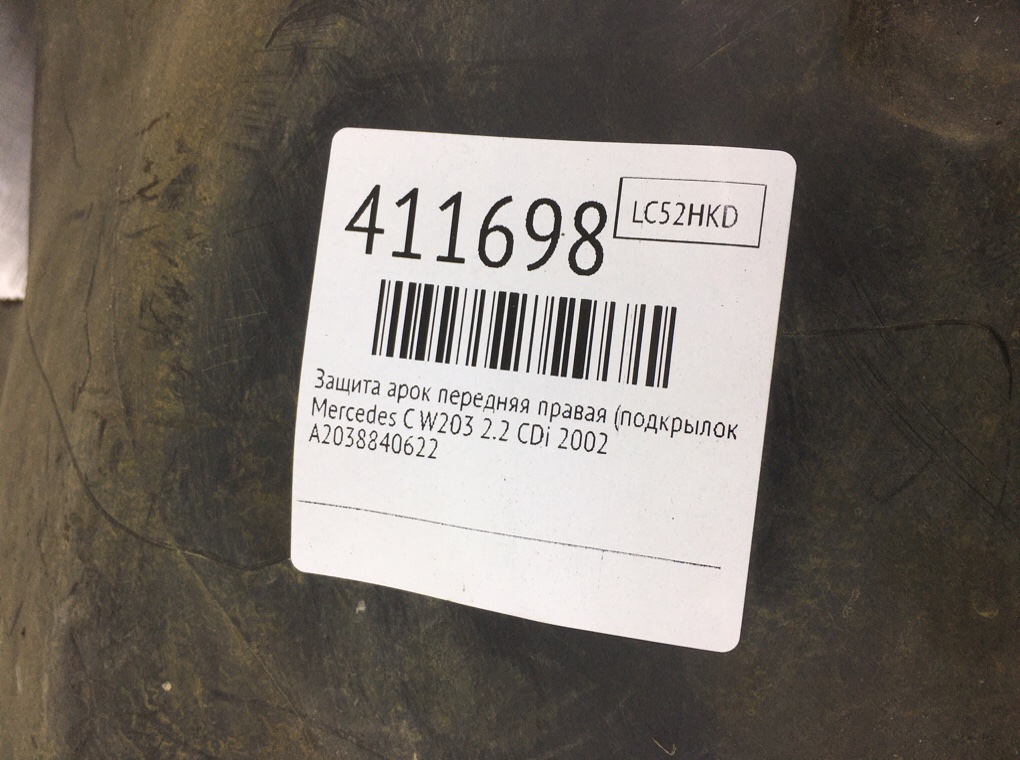 411698
LC52HKD
Защита арок передняя правая (подкрылок
Mercedes C W203 2.2 CDi 2002
A2038840622